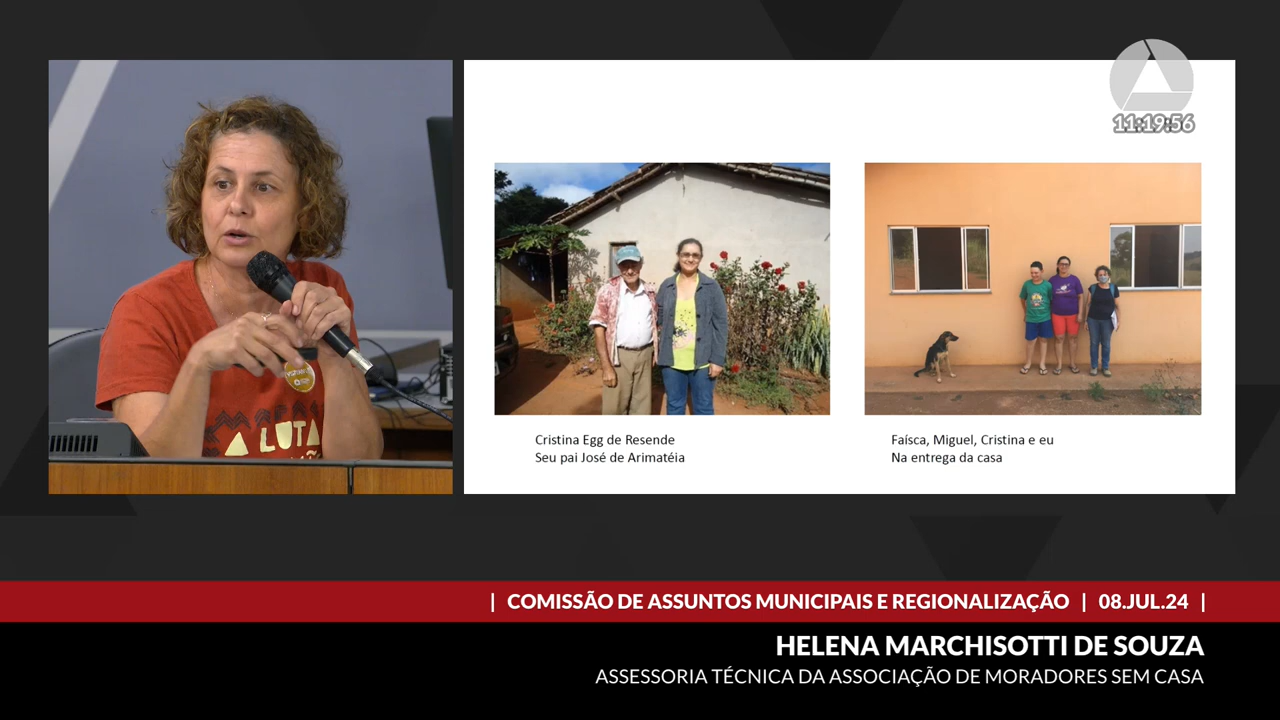 11:19:56
A LUTA
Cristina Egg de Resende
Seu pai José de Arimatéia
Faísca, Miguel, Cristina e eu
Na entrega da casa
| COMISSÃO DE ASSUNTOS MUNICIPAIS E REGIONALIZAÇÃO | 08.JUL.24 |
HELENA MARCHISOTTI DE SOUZA
ASSESSORIA TÉCNICA DA ASSOCIAÇÃO DE MORADORES SEM CASA